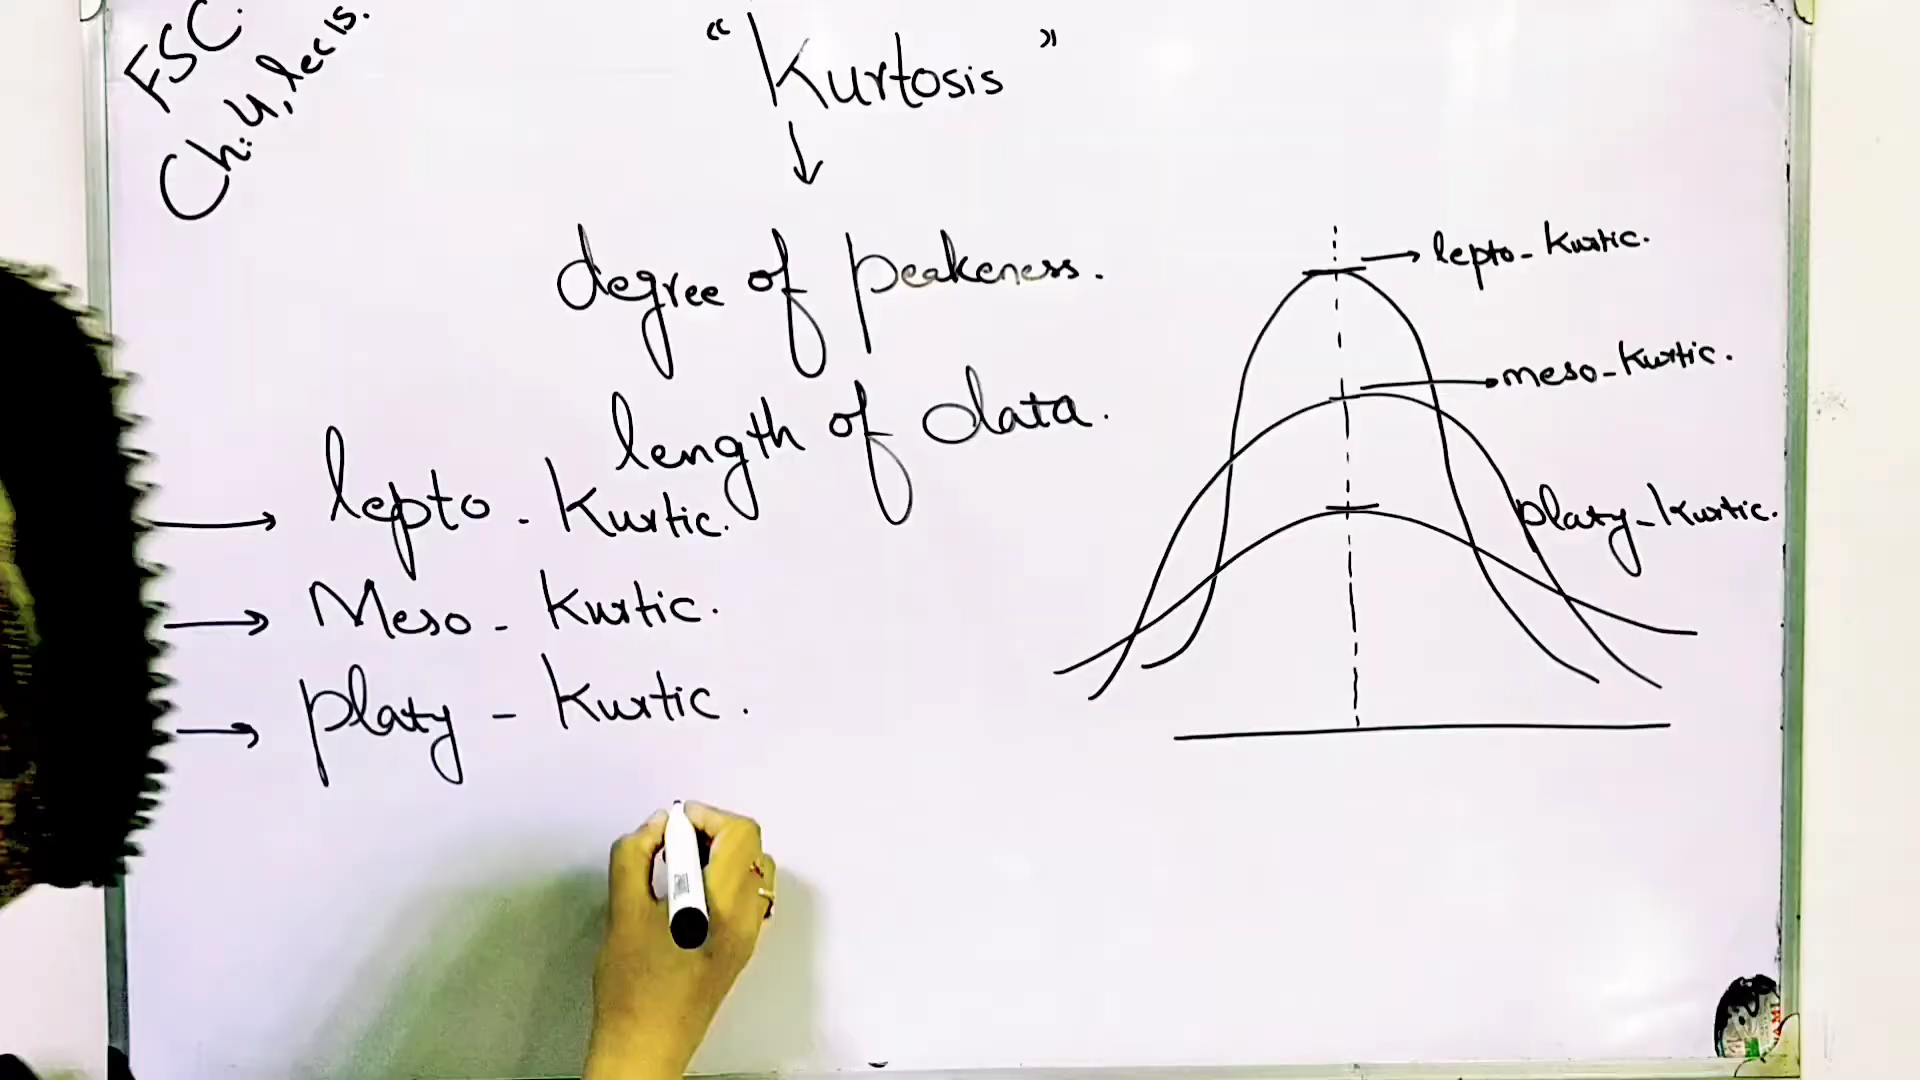 FSC.
Ch: 4, lec 15.
"Kurtosis"
degree of peakeness.
length of data.
lepto - Kurtic.
Meso - Kurtic.
platy - Kurtic.
lepto - Kurtic.
meso - Kurtic.
platy - Kurtic.